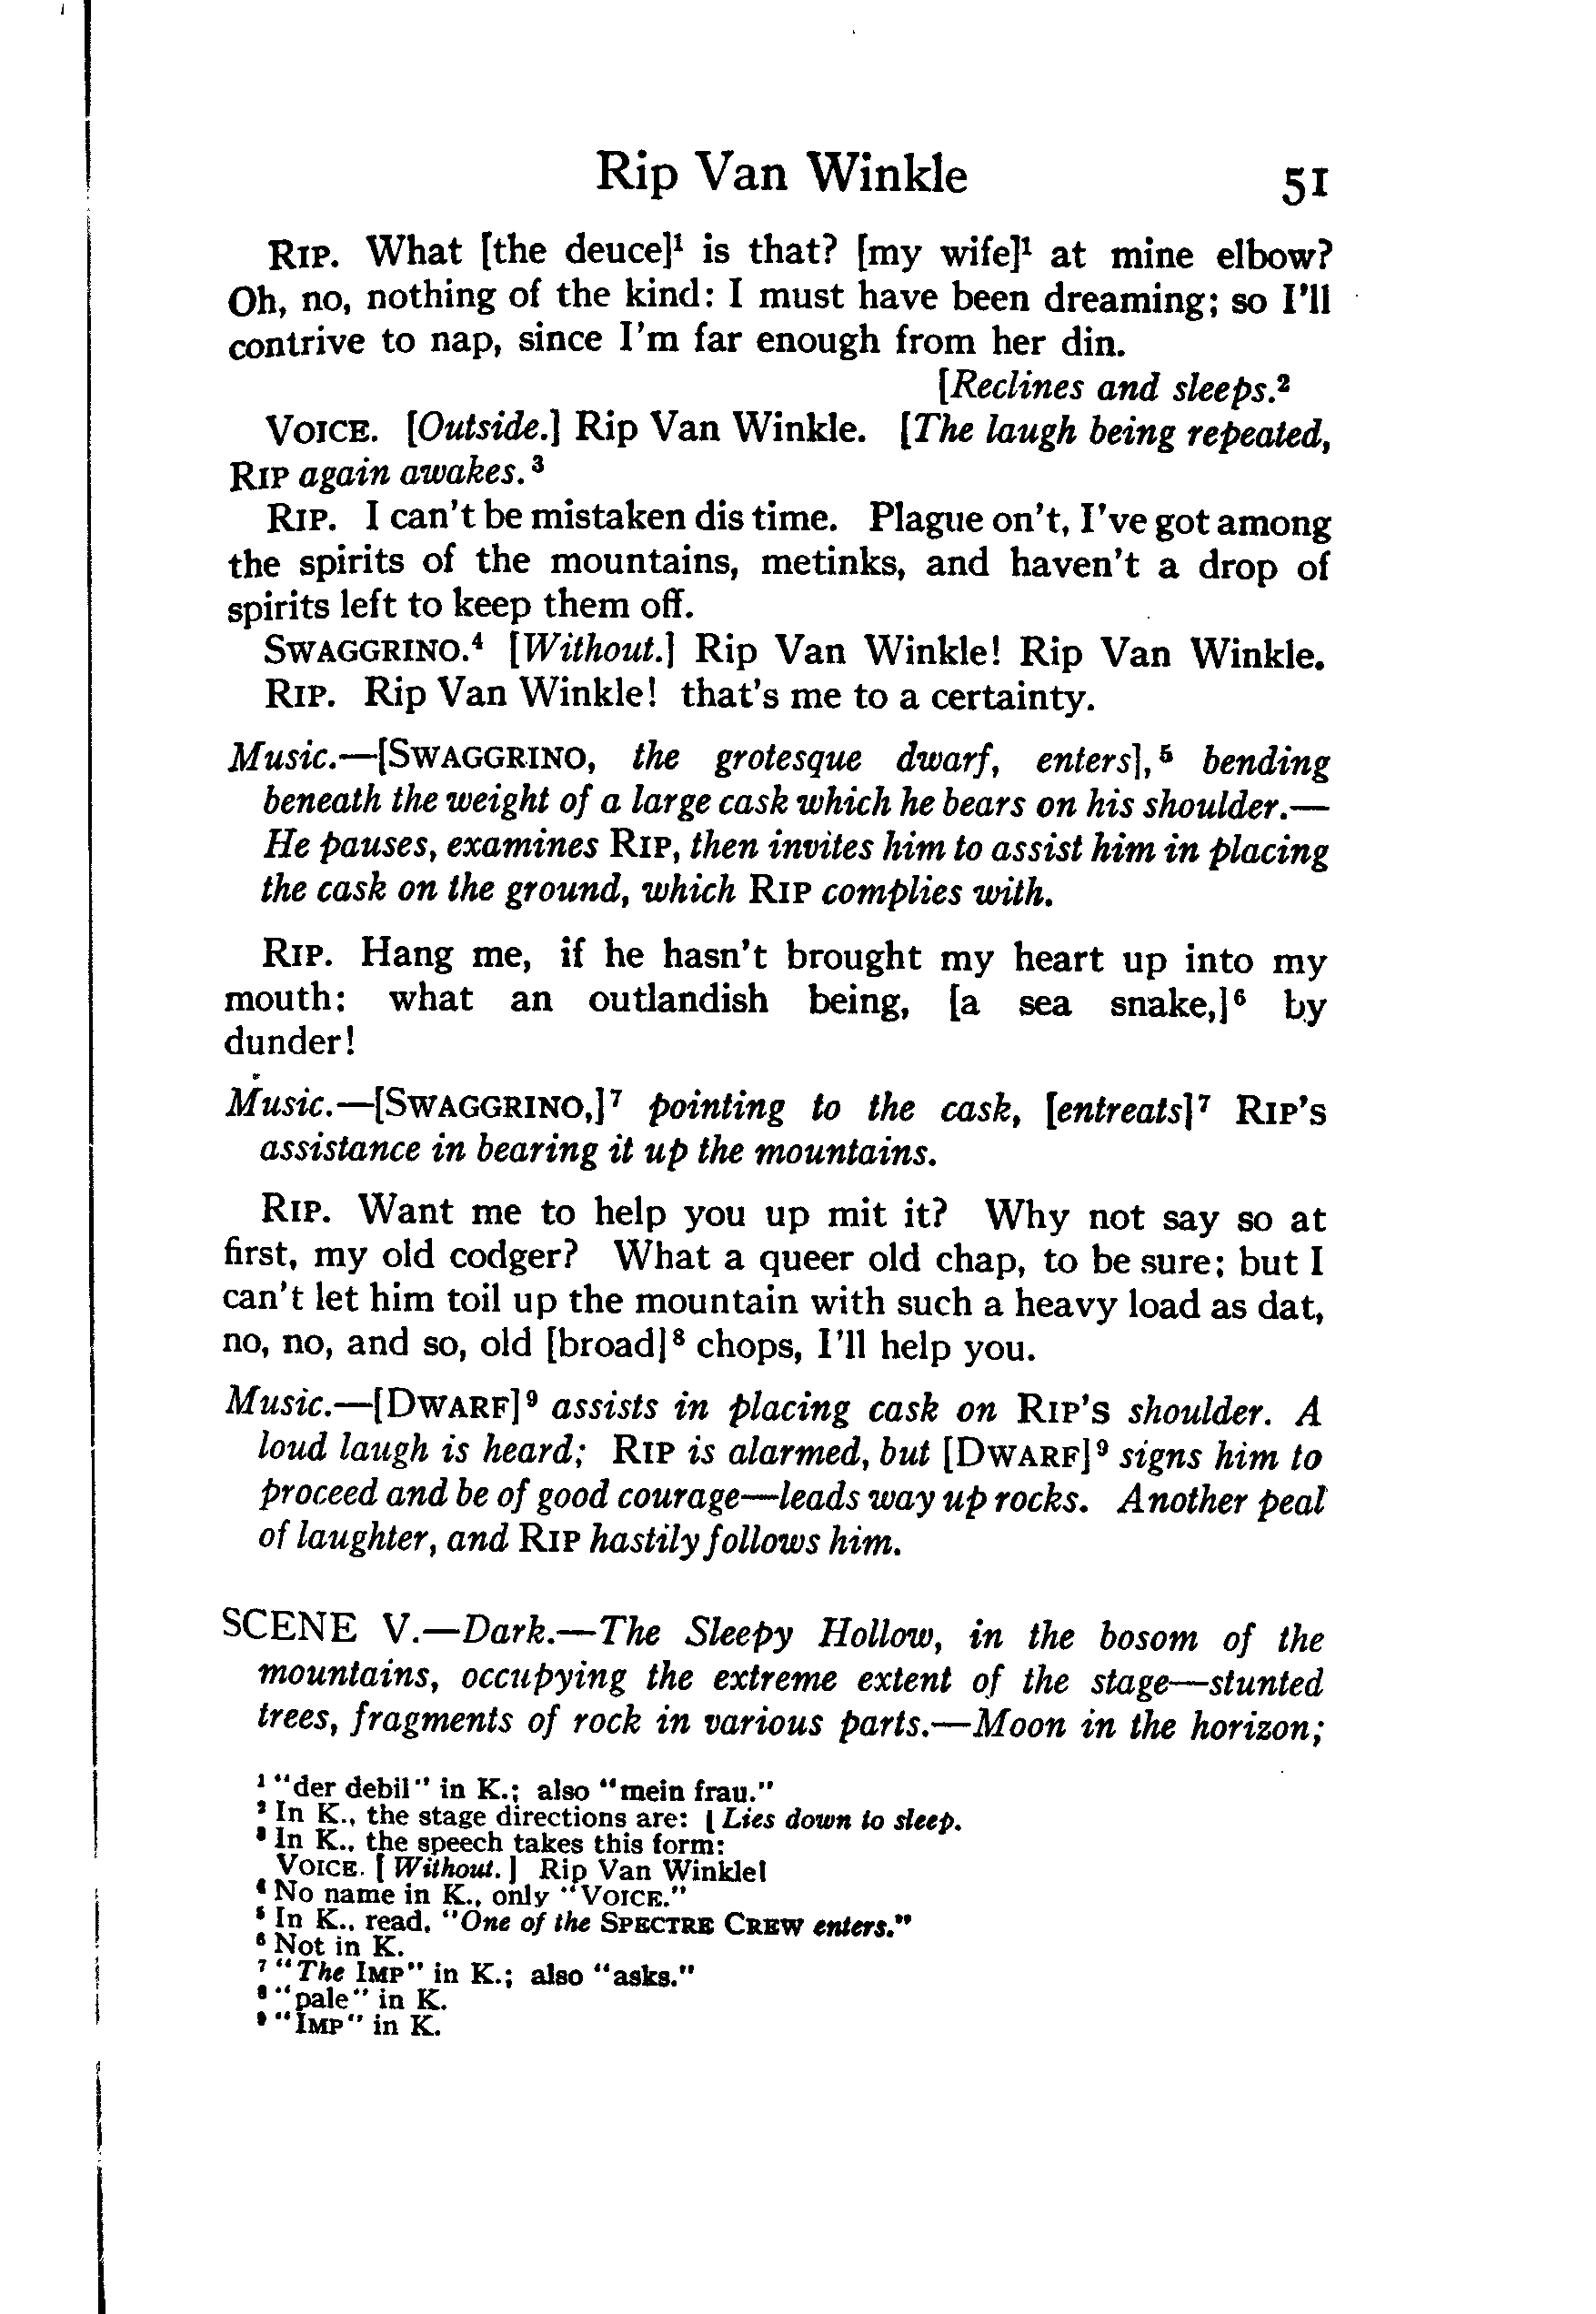 Rip Van Winkle 51
RIP. What [the deuce]¹ is that? [my wife]¹ at mine elbow?
Oh, no, nothing of the kind: I must have been dreaming; so I'll
contrive to nap, since I'm far enough from her din.
[Reclines and sleeps.²
VOICE. [Outside.] Rip Van Winkle. [The laugh being repeated,
RIP again awakes.³
RIP. I can't be mistaken dis time. Plague on't, I've got among
the spirits of the mountains, metinks, and haven't a drop of
spirits left to keep them off.
SWAGGRINO.⁴ [Without.] Rip Van Winkle! Rip Van Winkle.
RIP. Rip Van Winkle! that's me to a certainty.
Music.—[SWAGGRINO, the grotesque dwarf, enters],⁵ bending
beneath the weight of a large cask which he bears on his shoulder.—
He pauses, examines RIP, then invites him to assist him in placing
the cask on the ground, which RIP complies with.
RIP. Hang me, if he hasn't brought my heart up into my
mouth: what an outlandish being, [a sea snake,]⁶ by
dunder!
Music.—[SWAGGRINO,]⁷ pointing to the cask, [entreats]⁷ RIP'S
assistance in bearing it up the mountains.
RIP. Want me to help you up mit it? Why not say so at
first, my old codger? What a queer old chap, to be sure; but I
can't let him toil up the mountain with such a heavy load as dat,
no, no, and so, old [broad]⁸ chops, I'll help you.
Music.—[DWARF]⁹ assists in placing cask on RIP'S shoulder. A
loud laugh is heard; RIP is alarmed, but [DWARF]⁹ signs him to
proceed and be of good courage—leads way up rocks. Another peal
of laughter, and RIP hastily follows him.
SCENE V.—Dark.—The Sleepy Hollow, in the bosom of the
mountains, occupying the extreme extent of the stage—stunted
trees, fragments of rock in various parts.—Moon in the horizon;
¹ "der debil" in K.; also "mein frau."
² In K., the stage directions are: [Lies down to sleep.
³ In K., the speech takes this form:
VOICE. [Without.] Rip Van Winkle!
⁴ No name in K., only "VOICE."
⁵ In K., read, "One of the SPECTRE CREW enters."
⁶ Not in K.
⁷ "The IMP" in K.; also "asks."
⁸ "pale" in K.
⁹ "IMP" in K.